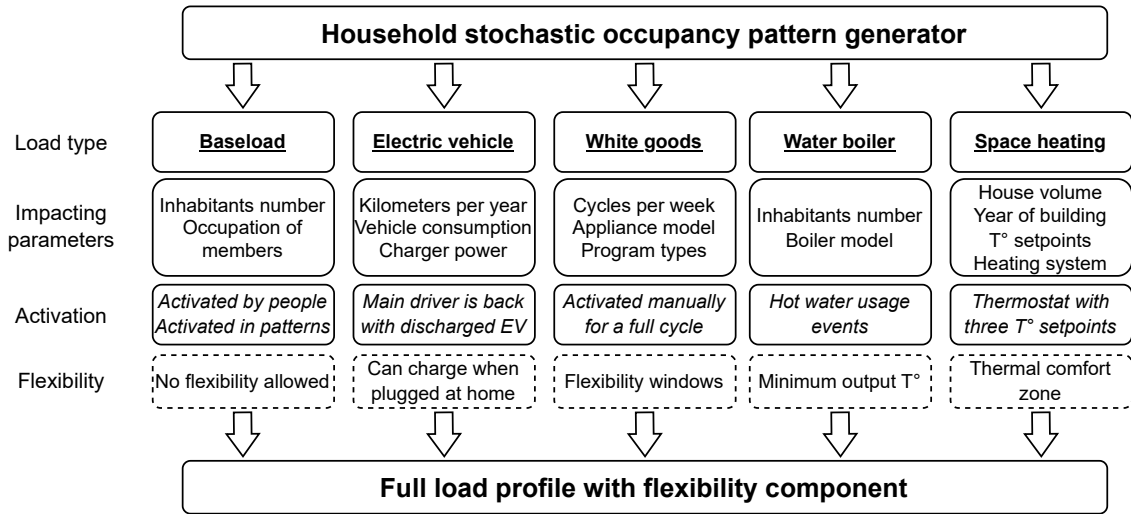 Household stochastic occupancy pattern generator
Load type
Baseload
Electric vehicle
White goods
Water boiler
Space heating
Impacting
parameters
Inhabitants number
Occupation of
members
Kilometers per year
Vehicle consumption
Charger power
Cycles per week
Appliance model
Program types
Inhabitants number
Boiler model
House volume
Year of building
T° setpoints
Heating system
Activation
Activated by people
Activated in patterns
Main driver is back
with discharged EV
Activated manually
for a full cycle
Hot water usage
events
Thermostat with
three T° setpoints
Flexibility
No flexibility allowed
Can charge when
plugged at home
Flexibility windows
Minimum output T°
Thermal comfort
zone
Full load profile with flexibility component